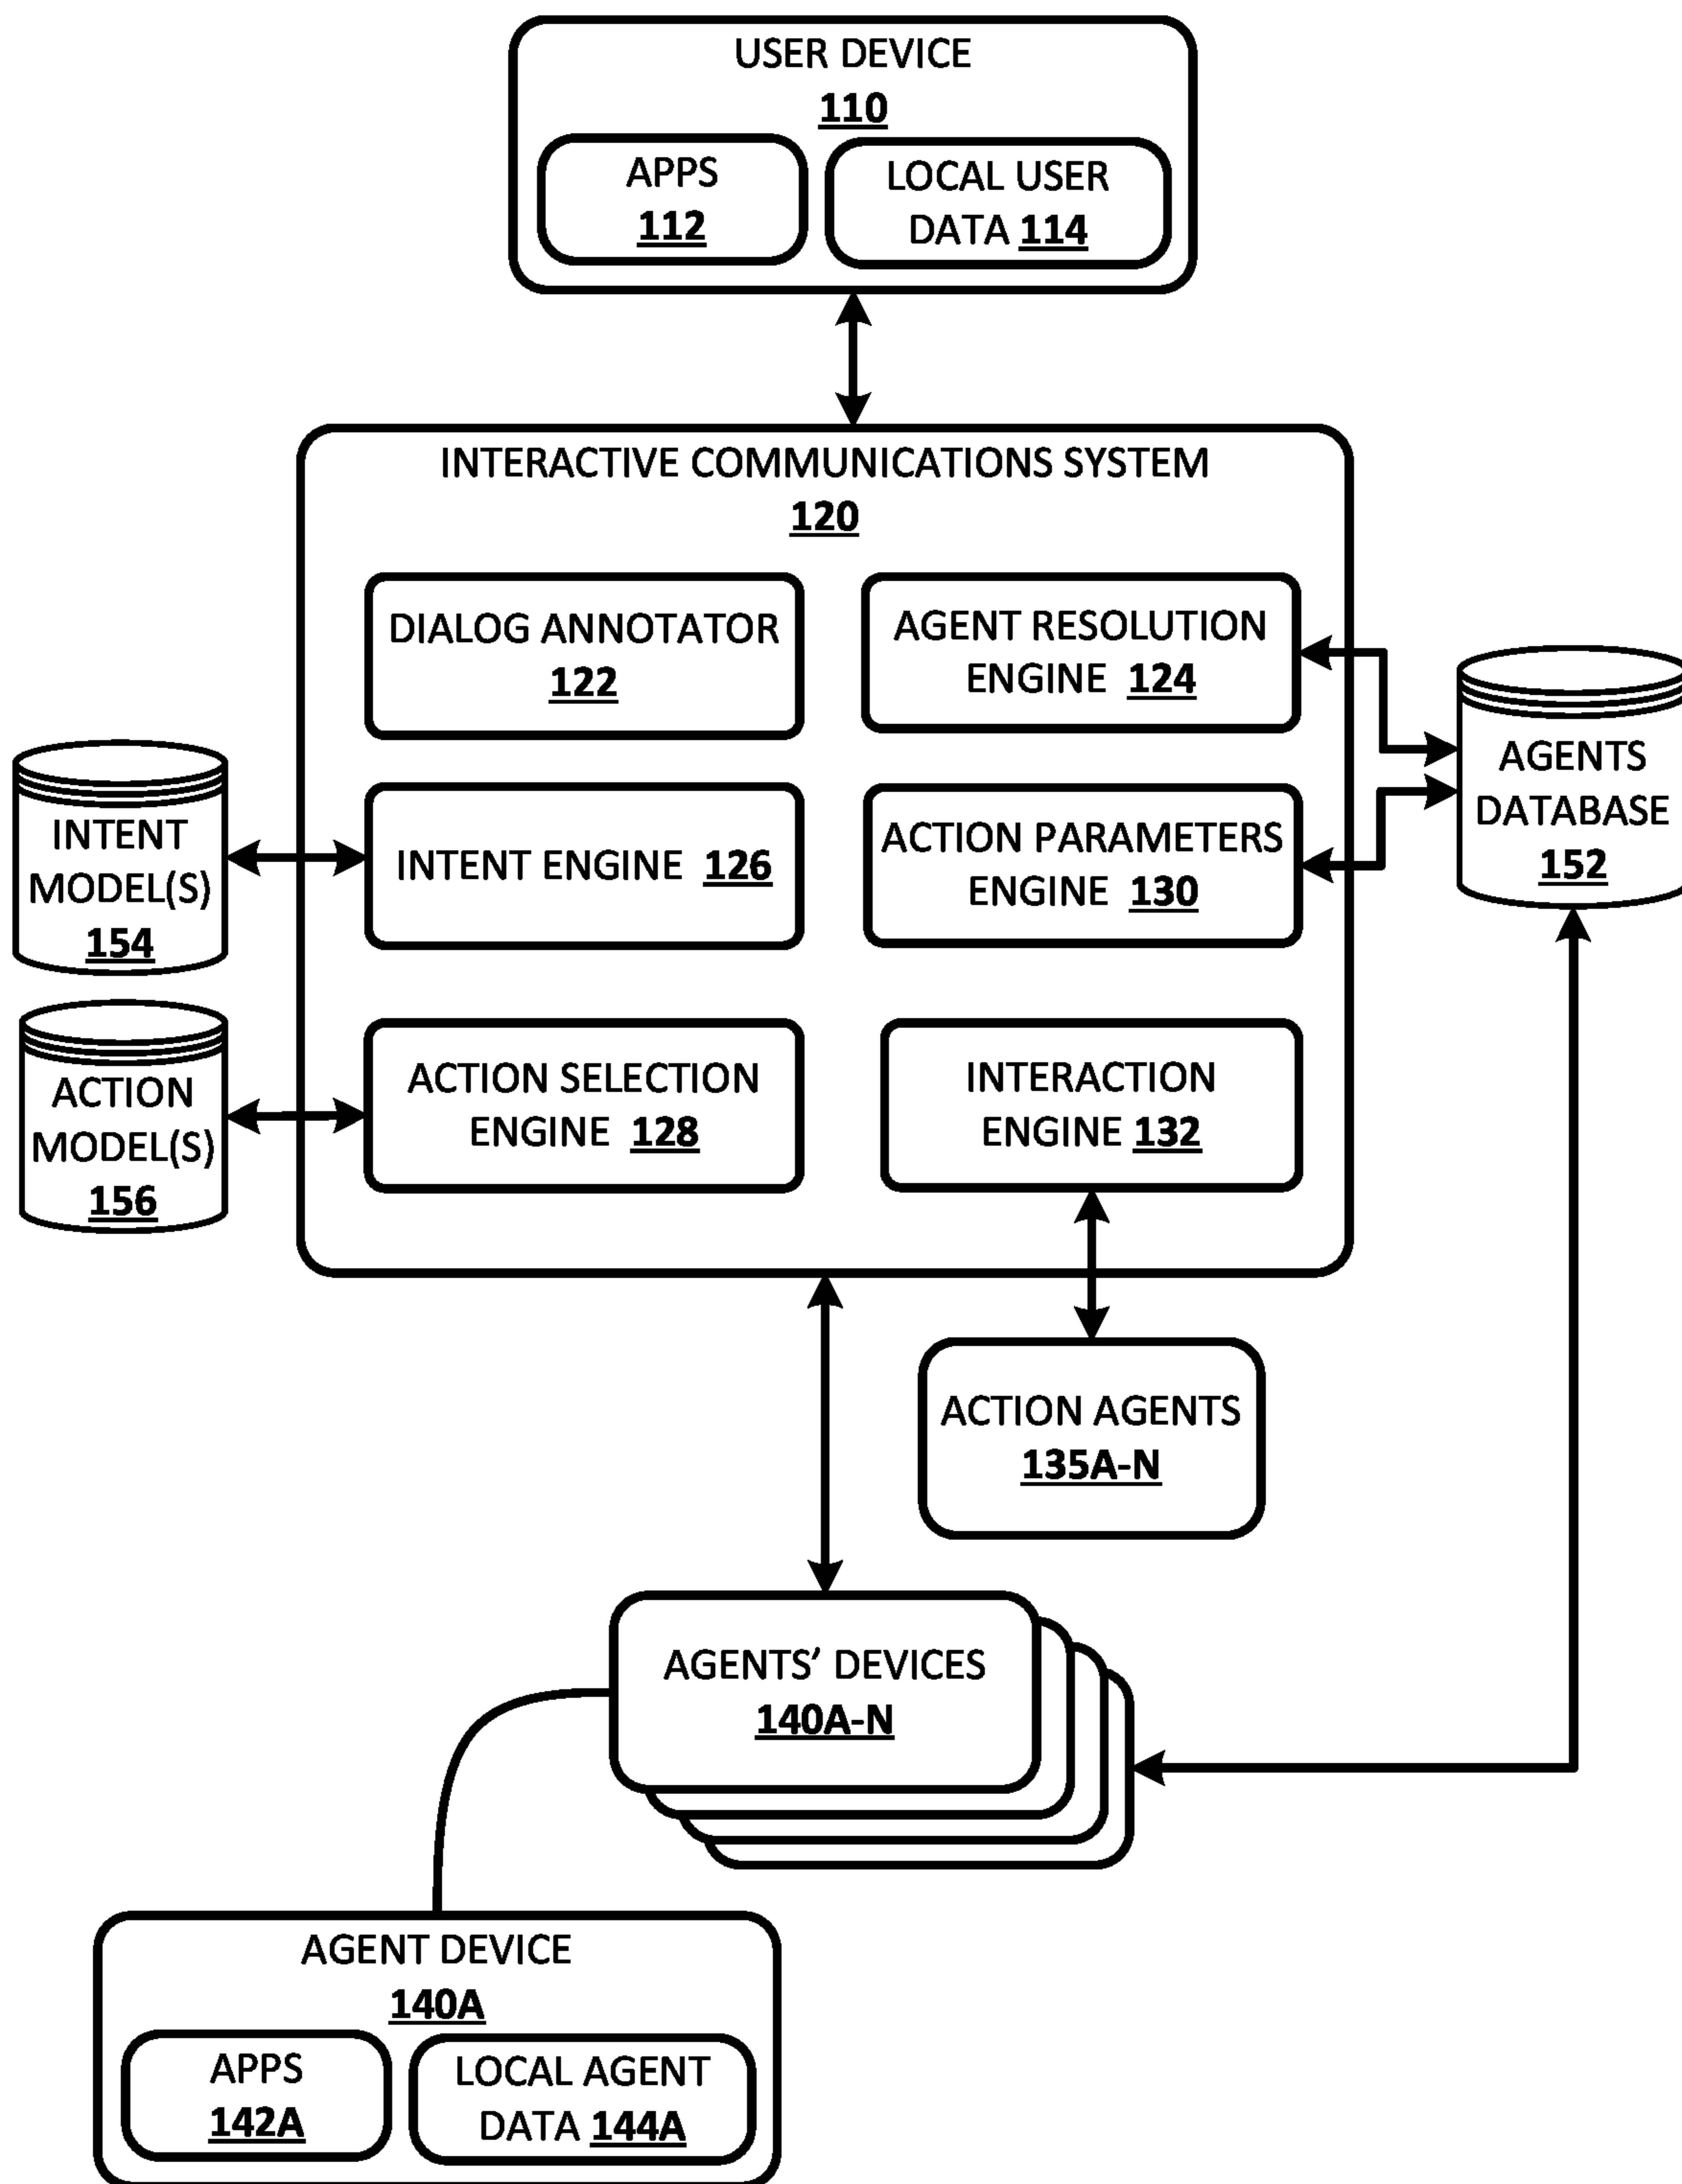 USER DEVICE
110
APPS
112
LOCAL USER
DATA 114
INTERACTIVE COMMUNICATIONS SYSTEM
120
DIALOG ANNOTATOR
122
AGENT RESOLUTION
ENGINE 124
INTENT ENGINE 126
ACTION PARAMETERS
ENGINE 130
ACTION SELECTION
ENGINE 128
INTERACTION
ENGINE 132
INTENT
MODEL(S)
154
ACTION
MODEL(S)
156
AGENTS
DATABASE
152
ACTION AGENTS
135A-N
AGENTS’ DEVICES
140A-N
AGENT DEVICE
140A
APPS
142A
LOCAL AGENT
DATA 144A